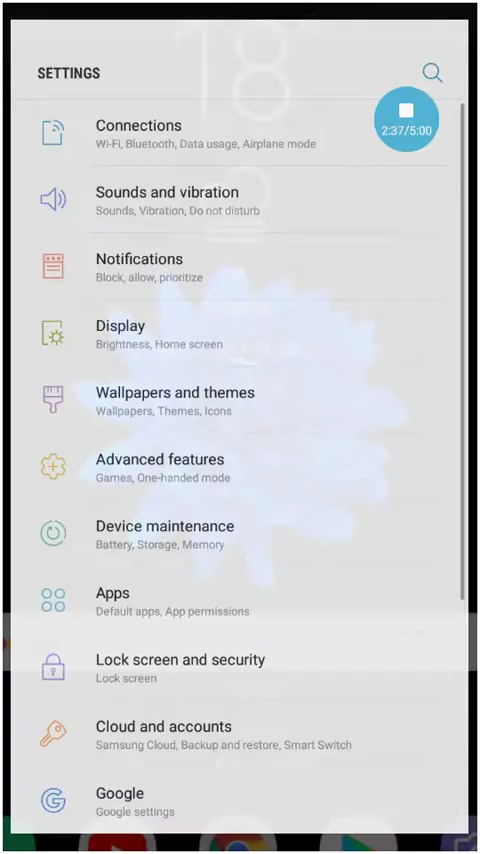 18°
SETTINGS
Connections
2:37/5:00
Wi-Fi, Bluetooth, Data usage, Airplane mode
Sounds and vibration
Sounds, Vibration, Do not disturb
Notifications
Block, allow, prioritize
Display
Brightness, Home screen
Wallpapers and themes
Wallpapers, Themes, Icons
Advanced features
Games, One-handed mode
Device maintenance
Battery, Storage, Memory
Apps
Default apps, App permissions
Lock screen and security
Lock screen
Cloud and accounts
Samsung Cloud, Backup and restore, Smart Switch
Google
Google settings